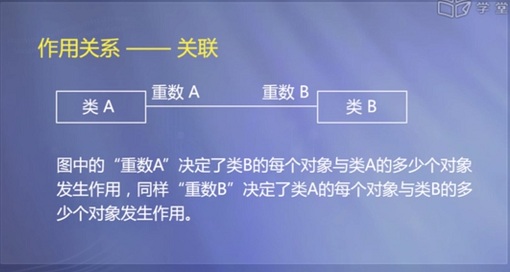 学堂
作用关系 —— 关联
类 A 重数 A 重数 B 类 B
图中的“重数A”决定了类B的每个对象与类A的多少个对象
发生作用，同样“重数B”决定了类A的每个对象与类B的多
少个对象发生作用。